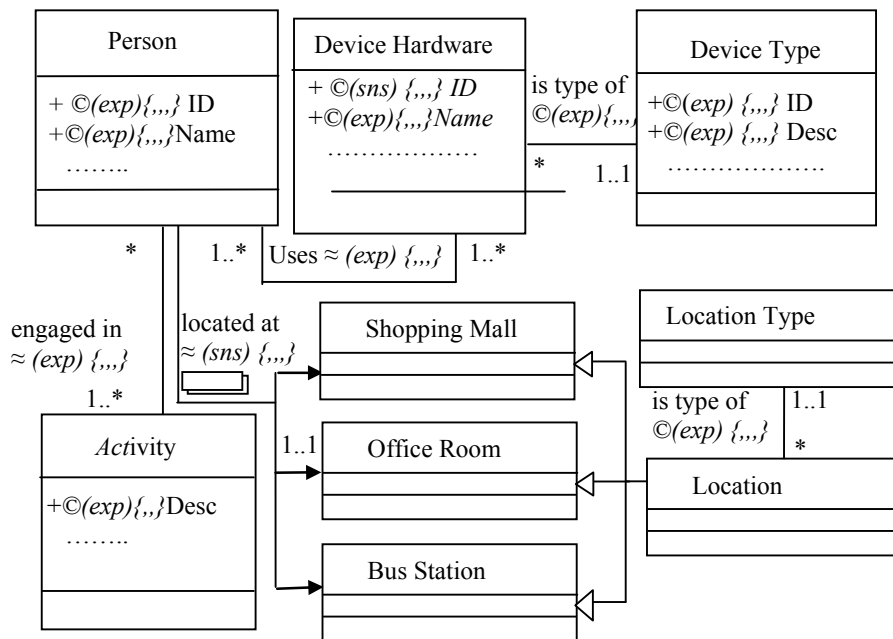 Person
+ ©(exp){,,,} ID
+©(exp){,,,}Name
........
Device Hardware
+ ©(sns) {,,,} ID
+©(exp){,,,}Name
..................
is type of
©(exp){,,,}
*
1..1
Device Type
+©(exp) {,,,} ID
+©(exp) {,,,} Desc
...................
*
1..*
Uses ≈ (exp) {,,,}
1..*
engaged in
≈ (exp) {,,,}
1..*
located at
≈ (sns) {,,,}
1..1
Shopping Mall
Office Room
Bus Station
Location Type
is type of
©(exp) {,,,}
1..1
*
Location
Activity
+©(exp){,,}Desc
........